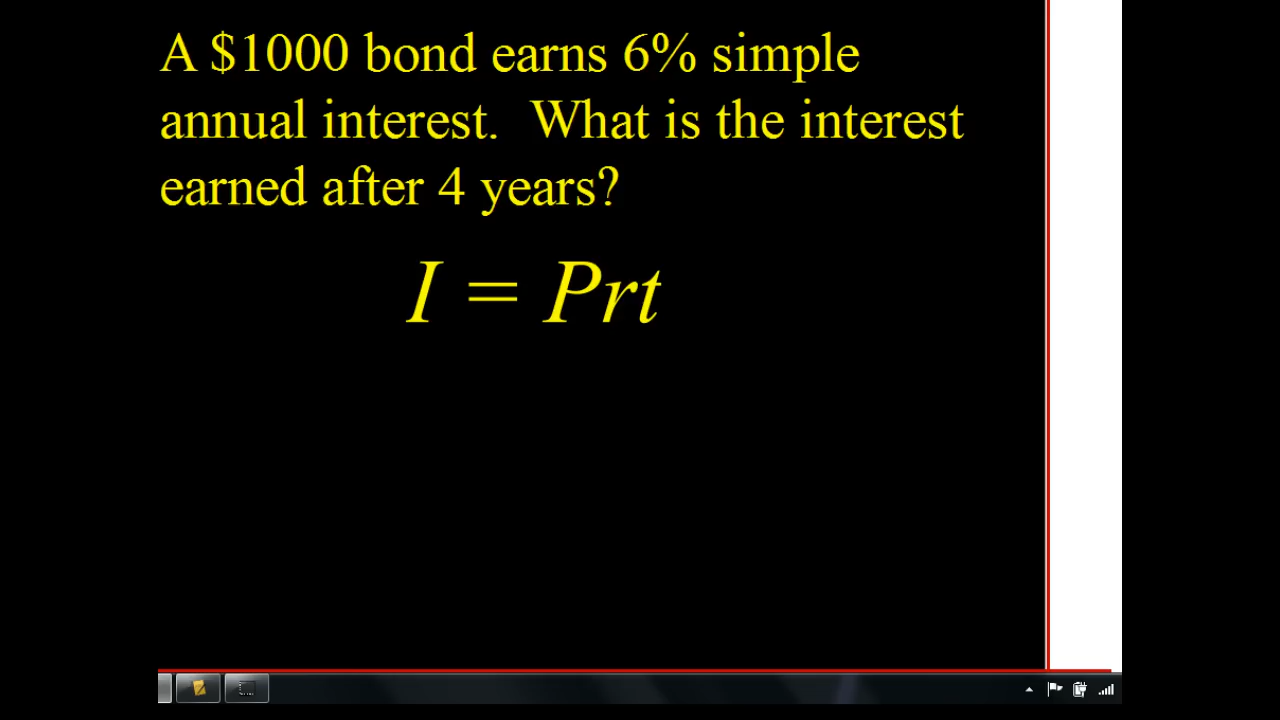 A $1000 bond earns 6% simple
annual interest.  What is the interest
earned after 4 years?
I = Prt